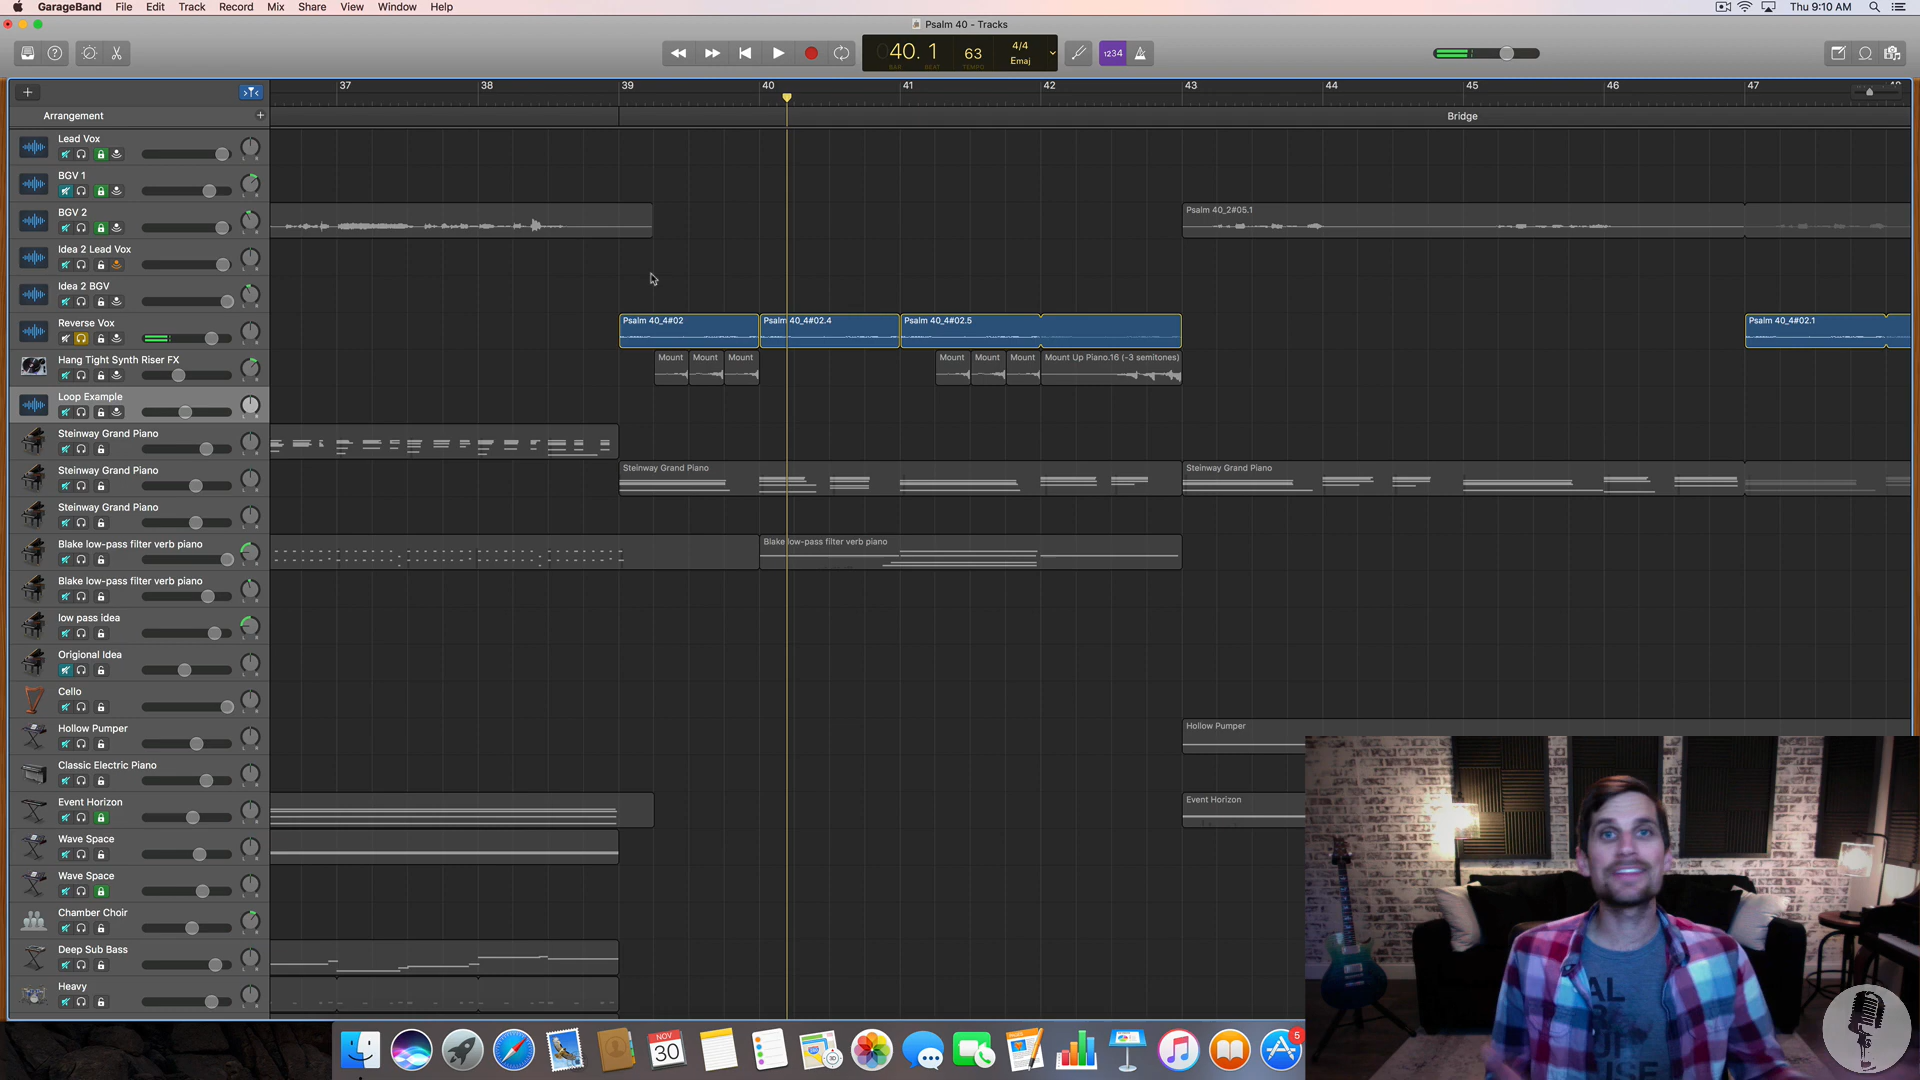 GarageBand File Edit Track Record Mix Share View Window Help Thu 9:10 AM
Psalm 40 - Tracks
40. 1 63 4/4 Emaj 1234
BAR BEAT TEMPO
37 38 39 40 41 42 43 44 45 46 47
Arrangement Bridge
Lead Vox
BGV 1
BGV 2 Psalm 40_2#05.1
Idea 2 Lead Vox
Idea 2 BGV
Reverse Vox Psalm 40_4#02 Psalm 40_4#02.4 Psalm 40_4#02.5 Psalm 40_4#02.1
Hang Tight Synth Riser FX Mount Mount Mount Mount Mount Mount Mount Up Piano.16 (-3 semitones)
Loop Example
Steinway Grand Piano
Steinway Grand Piano Steinway Grand Piano Steinway Grand Piano
Steinway Grand Piano
Blake low-pass filter verb piano Blake low-pass filter verb piano
Blake low-pass filter verb piano
low pass idea
Origional Idea
Cello
Hollow Pumper Hollow Pumper
Classic Electric Piano
Event Horizon Event Horizon
Wave Space
Wave Space
Chamber Choir
Deep Sub Bass
Heavy
NOV
30
5